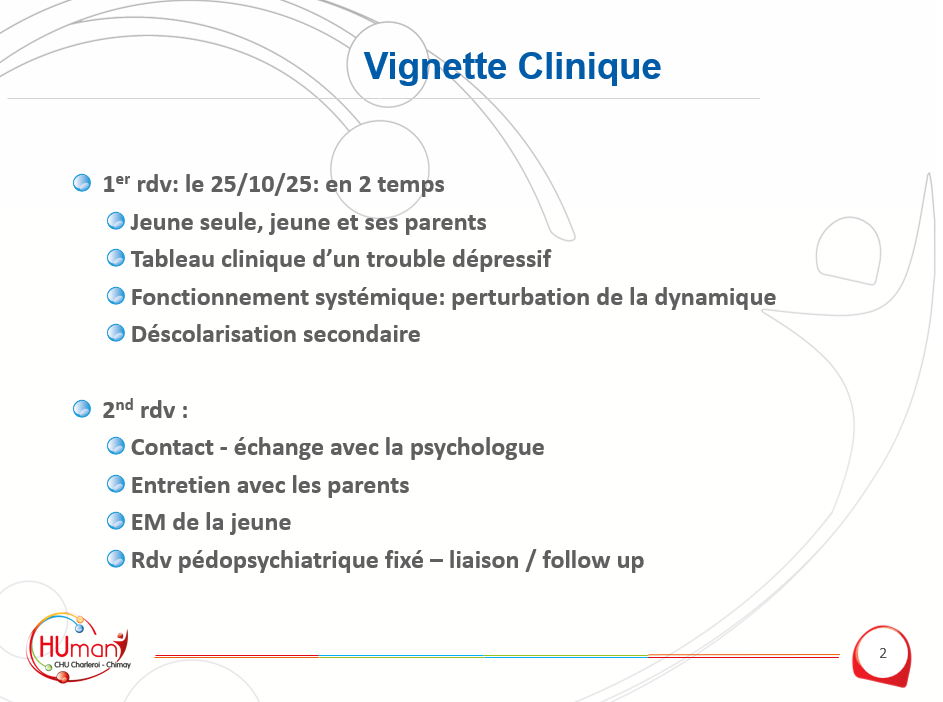 Vignette Clinique
1er rdv: le 25/10/25: en 2 temps
Jeune seule, jeune et ses parents
Tableau clinique d’un trouble dépressif
Fonctionnement systémique: perturbation de la dynamique
Déscolarisation secondaire
2nd rdv :
Contact - échange avec la psychologue
Entretien avec les parents
EM de la jeune
Rdv pédopsychiatrique fixé – liaison / follow up
HUmani
CHU Charleroi - Chimay
2